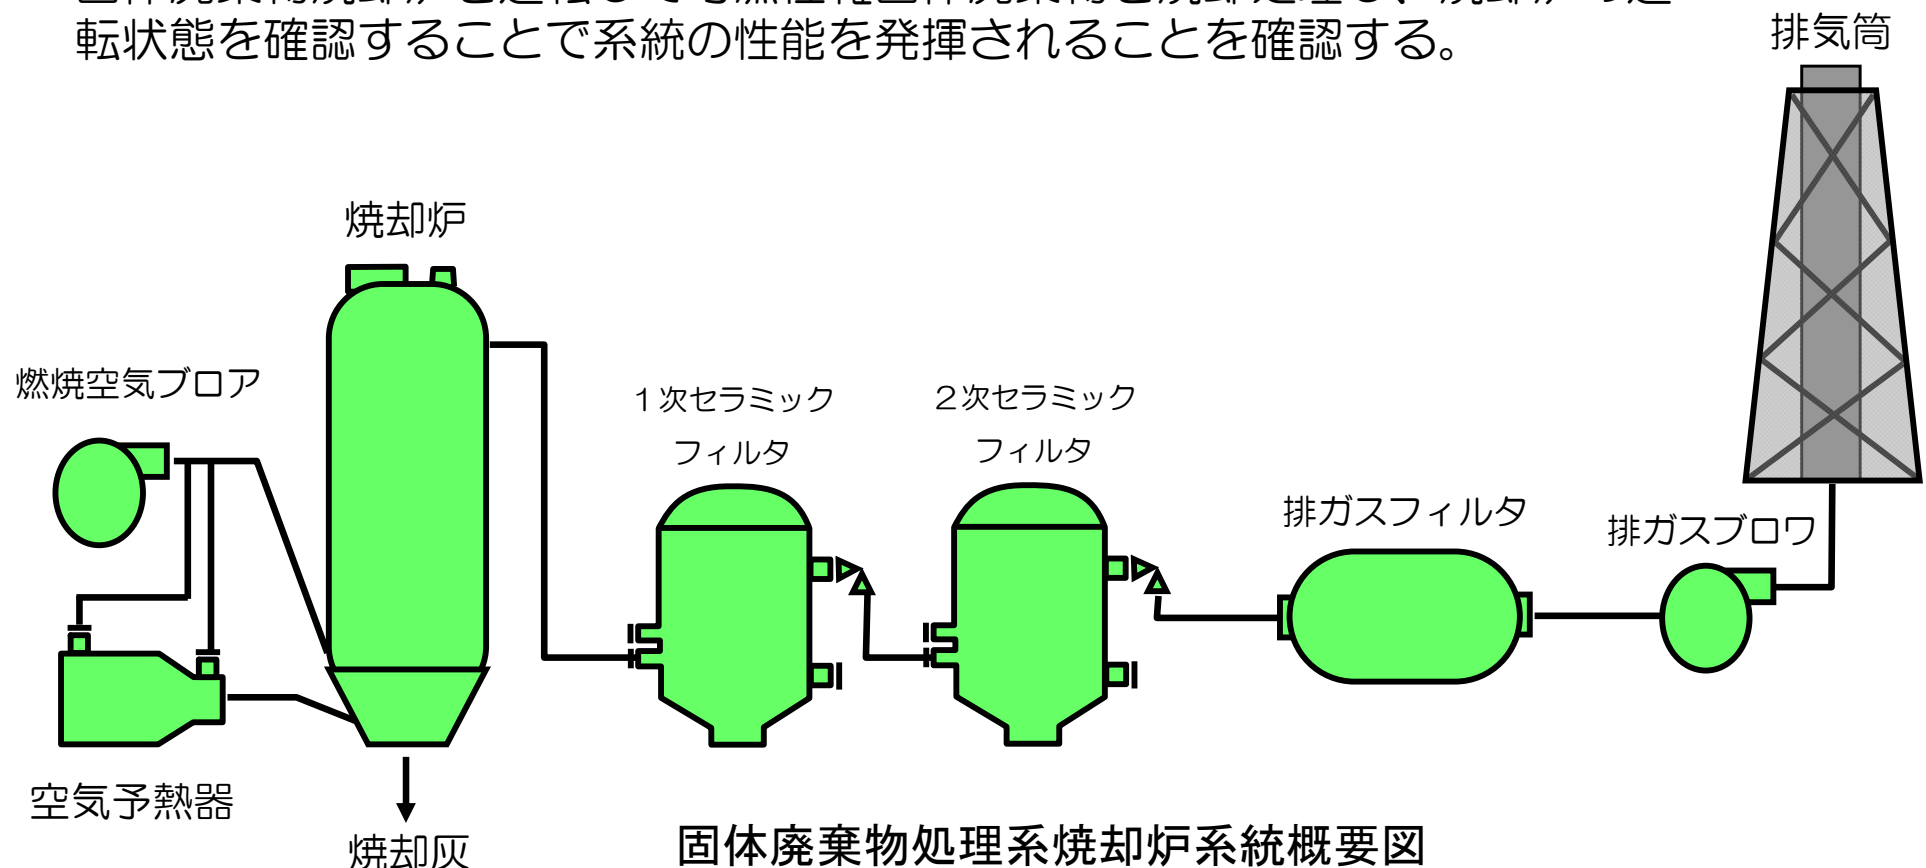 転状態を確認することで系統の性能を発揮されることを確認する。
排気筒
焼却炉
燃焼空気ブロア
１次セラミック
フィルタ
２次セラミック
フィルタ
排ガスフィルタ
排ガスブロワ
空気予熱器
焼却灰
固体廃棄物処理系焼却炉系統概要図